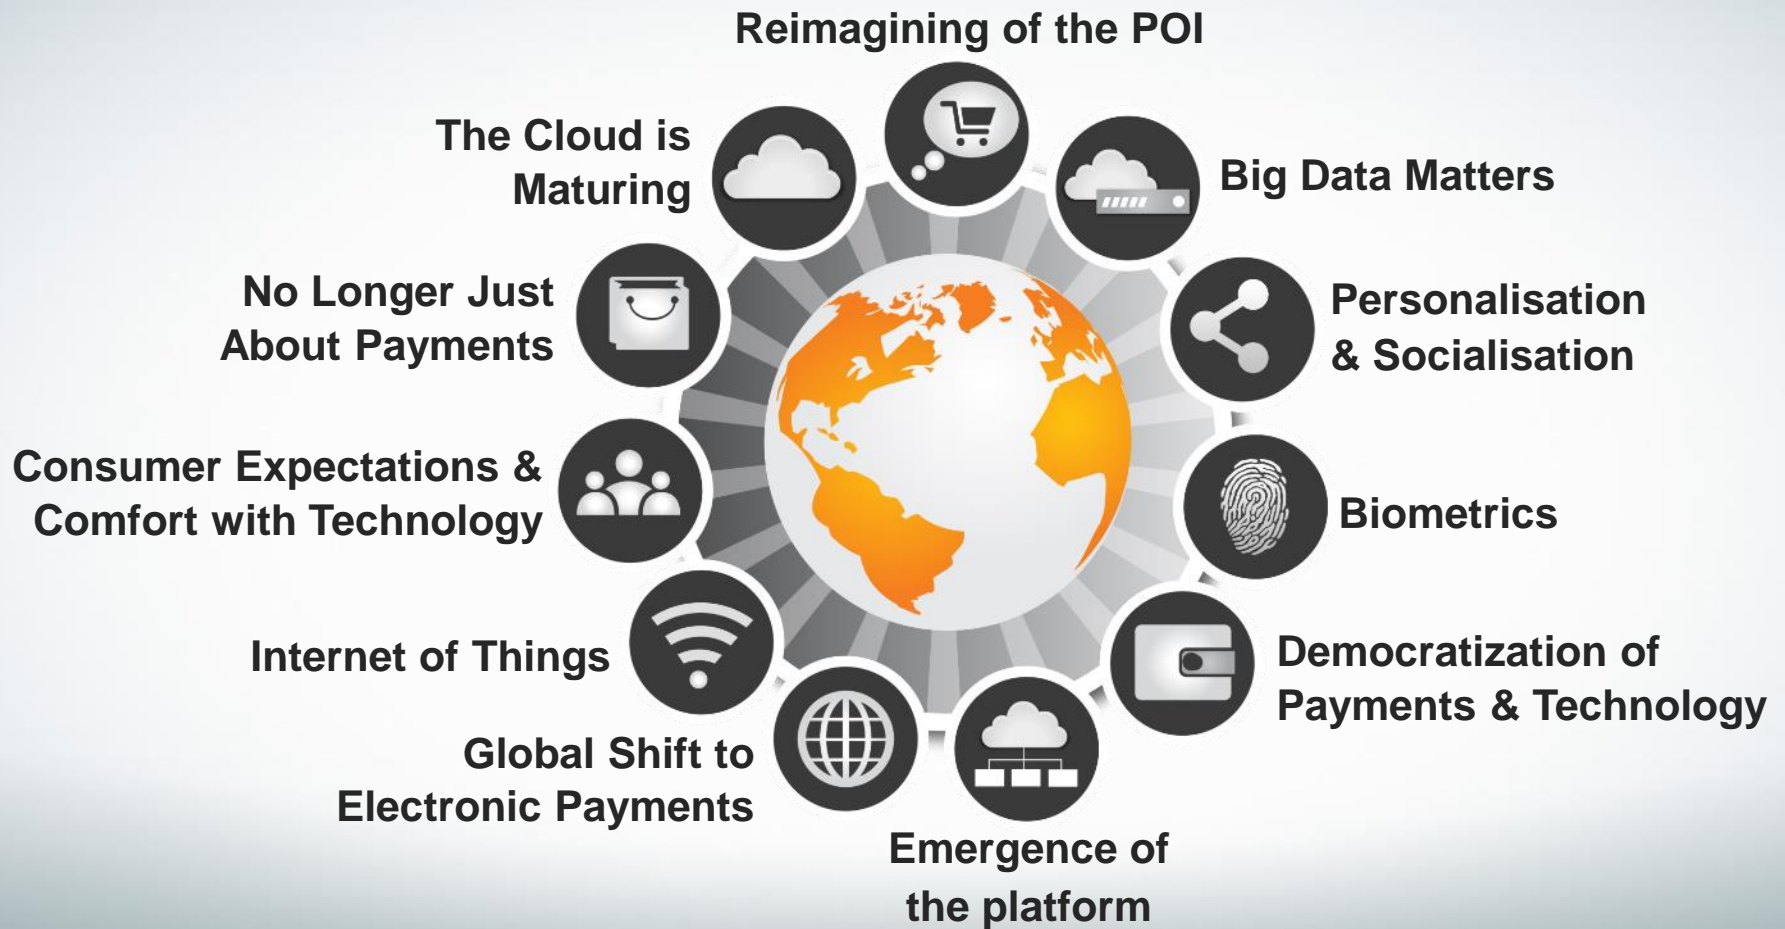 Reimagining of the POI
The Cloud is
Maturing
Big Data Matters
No Longer Just
About Payments
Personalisation
& Socialisation
Consumer Expectations &
Comfort with Technology
Biometrics
Internet of Things
Democratization of
Payments & Technology
Global Shift to
Electronic Payments
Emergence of
the platform